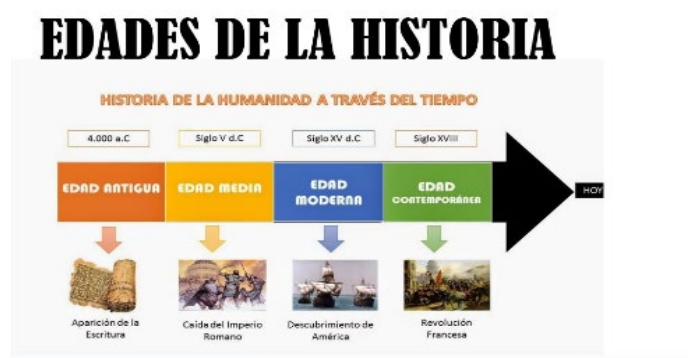 EDADES DE LA HISTORIA
HISTORIA DE LA HUMANIDAD A TRAVÉS DEL TIEMPO
4.000 a.C
Siglo V d.C
Siglo XV d.C
Siglo XVIII
EDAD ANTIGUA
EDAD MEDIA
EDAD
MODERNA
EDAD
CONTEMPORÁNEA
HOY
Aparición de la
Escritura
Caída del Imperio
Romano
Descubrimiento de
América
Revolución
Francesa